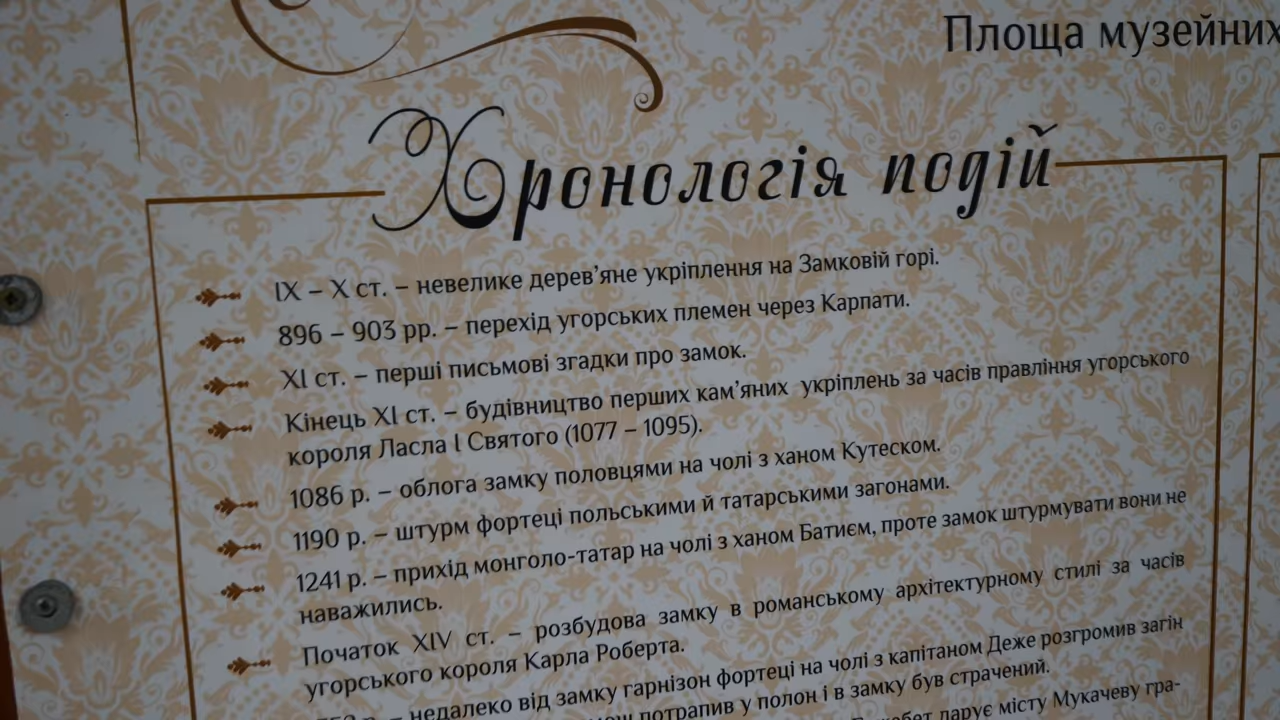 Площа музейних
Хронологія подій
IX – X ст. – невелике дерев’яне укріплення на Замковій горі.
896 – 903 рр. – перехід угорських племен через Карпати.
XI ст. – перші письмові згадки про замок.
Кінець XI ст. – будівництво перших кам’яних укріплень за часів правління угорського
короля Ласла I Святого (1077 – 1095).
1086 р. – облога замку половцями на чолі з ханом Кутеском.
1190 р. – штурм фортеці польськими й татарськими загонами.
1241 р. – прихід монголо-татар на чолі з ханом Батиєм, проте замок штурмувати вони не
наважились.
Початок XIV ст. – розбудова замку в романському архітектурному стилі за часів
угорського короля Карла Роберта.
р. – недалеко від замку гарнізон фортеці на чолі з капітаном Деже розгромив загін
потрапив у полон і в замку був страчений.
дарує місту Мукачеву гра-